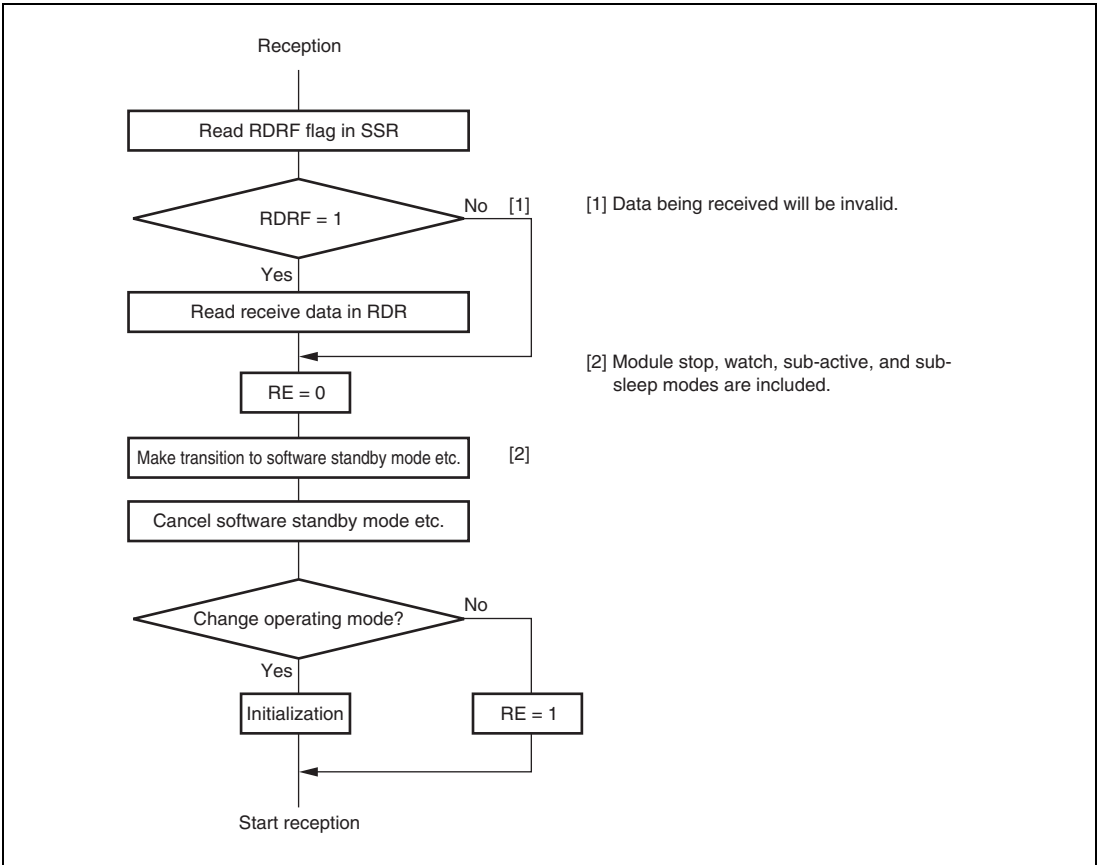 Reception
Read RDRF flag in SSR
RDRF = 1
No [1]
[1] Data being received will be invalid.
Yes
Read receive data in RDR
[2] Module stop, watch, sub-active, and sub-
sleep modes are included.
RE = 0
Make transition to software standby mode etc.
[2]
Cancel software standby mode etc.
Change operating mode?
No
Yes
Initialization
RE = 1
Start reception